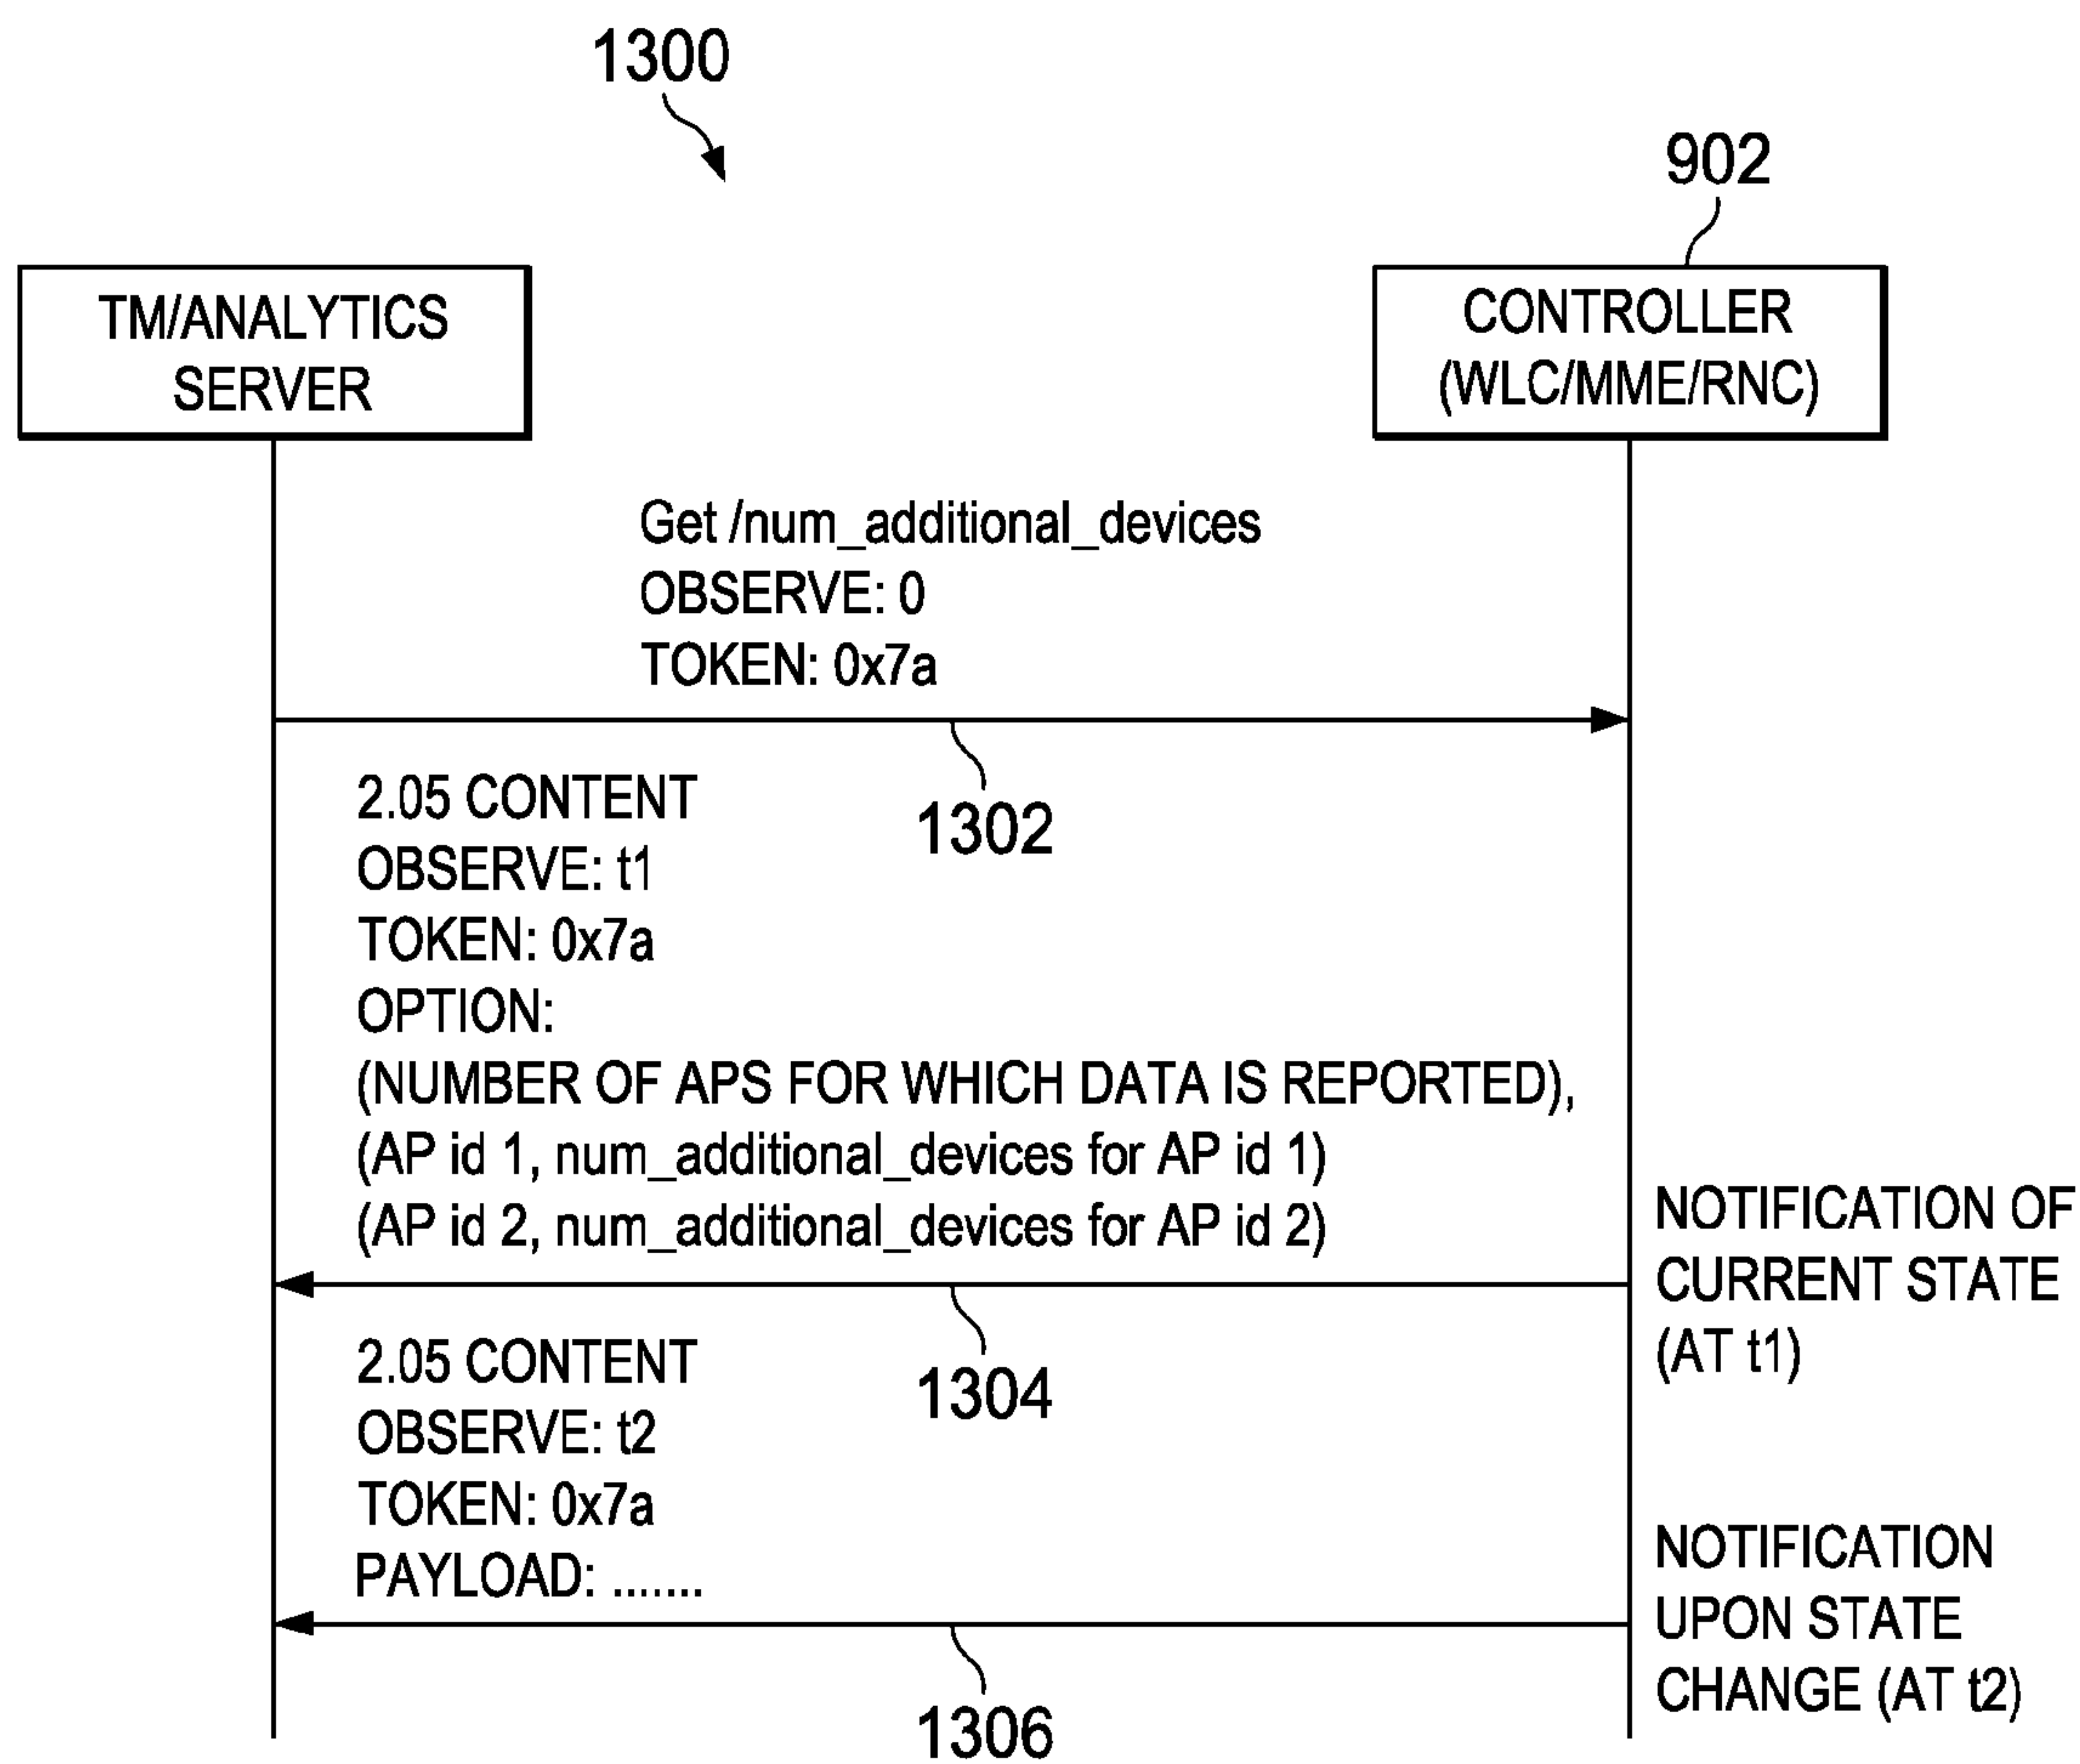 1300
902
TM/ANALYTICS
SERVER
CONTROLLER
(WLC/MME/RNC)
Get /num_additional_devices
OBSERVE: 0
TOKEN: 0x7a
1302
2.05 CONTENT
OBSERVE: t1
TOKEN: 0x7a
OPTION:
(NUMBER OF APS FOR WHICH DATA IS REPORTED),
(AP id 1, num_additional_devices for AP id 1)
(AP id 2, num_additional_devices for AP id 2)
NOTIFICATION OF
CURRENT STATE
(AT t1)
1304
2.05 CONTENT
OBSERVE: t2
TOKEN: 0x7a
PAYLOAD: .......
NOTIFICATION
UPON STATE
CHANGE (AT t2)
1306